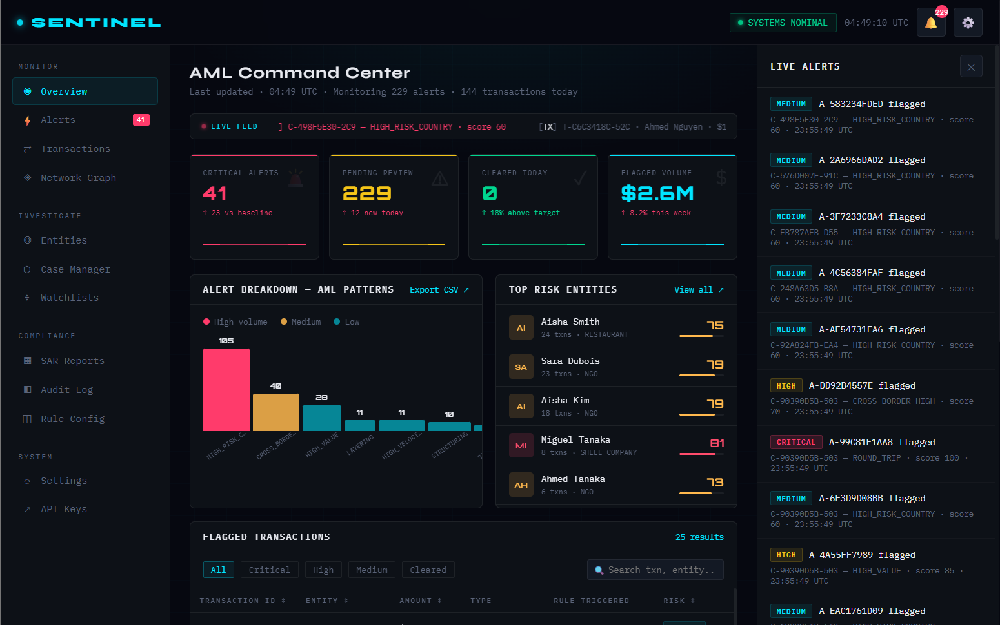 SENTINEL
SYSTEMS NOMINAL
04:49:10 UTC
229
MONITOR
Overview
Alerts
41
Transactions
Network Graph
INVESTIGATE
Entities
Case Manager
Watchlists
COMPLIANCE
SAR Reports
Audit Log
Rule Config
SYSTEM
Settings
API Keys
AML Command Center
Last updated · 04:49 UTC · Monitoring 229 alerts · 144 transactions today
LIVE FEED
] C-498F5E30-2C9 — HIGH_RISK_COUNTRY · score 60
[TX] T-C6C3418C-52C · Ahmed Nguyen · $1
CRITICAL ALERTS
41
↑ 23 vs baseline
PENDING REVIEW
229
↑ 12 new today
CLEARED TODAY
0
↑ 18% above target
FLAGGED VOLUME
$
$2.6M
↑ 8.2% this week
ALERT BREAKDOWN — AML PATTERNS
Export CSV ↗
High volume
Medium
Low
105
40
28
11
11
10
HIGH_RISK_C…
CROSS_BORDE…
HIGH_VALUE
LAYERING
HIGH_VELOCI…
STRUCTURING
TOP RISK ENTITIES
View all ↗
AI
Aisha Smith
24 txns · RESTAURANT
75
SA
Sara Dubois
23 txns · NGO
79
AI
Aisha Kim
18 txns · NGO
79
MI
Miguel Tanaka
8 txns · SHELL_COMPANY
81
AH
Ahmed Tanaka
6 txns · NGO
73
FLAGGED TRANSACTIONS
25 results
All
Critical
High
Medium
Cleared
Search txn, entity..
TRANSACTION ID ↕
ENTITY ↕
AMOUNT ↕
TYPE
RULE TRIGGERED
RISK ↕
LIVE ALERTS
MEDIUM A-583234FDED flagged
C-498F5E30-2C9 — HIGH_RISK_COUNTRY · score
60 · 23:55:49 UTC
MEDIUM A-2A6966DAD2 flagged
C-576D007E-91C — HIGH_RISK_COUNTRY · score
60 · 23:55:49 UTC
MEDIUM A-3F7233C8A4 flagged
C-FB787AFB-D55 — HIGH_RISK_COUNTRY · score
60 · 23:55:49 UTC
MEDIUM A-4C56384FAF flagged
C-248A63D5-B8A — HIGH_RISK_COUNTRY · score
60 · 23:55:49 UTC
MEDIUM A-AE54731EA6 flagged
C-92A824FB-EA4 — HIGH_RISK_COUNTRY · score
60 · 23:55:49 UTC
HIGH A-DD92B4557E flagged
C-90390D5B-503 — CROSS_BORDER_HIGH · score
70 · 23:55:49 UTC
CRITICAL A-99C81F1AA8 flagged
C-90390D5B-503 — ROUND_TRIP · score 100 ·
23:55:49 UTC
MEDIUM A-6E3D9D08BB flagged
C-90390D5B-503 — HIGH_RISK_COUNTRY · score
60 · 23:55:49 UTC
HIGH A-4A55FF7989 flagged
C-90390D5B-503 — HIGH_VALUE · score 85 ·
23:55:49 UTC
MEDIUM A-EAC1761D09 flagged